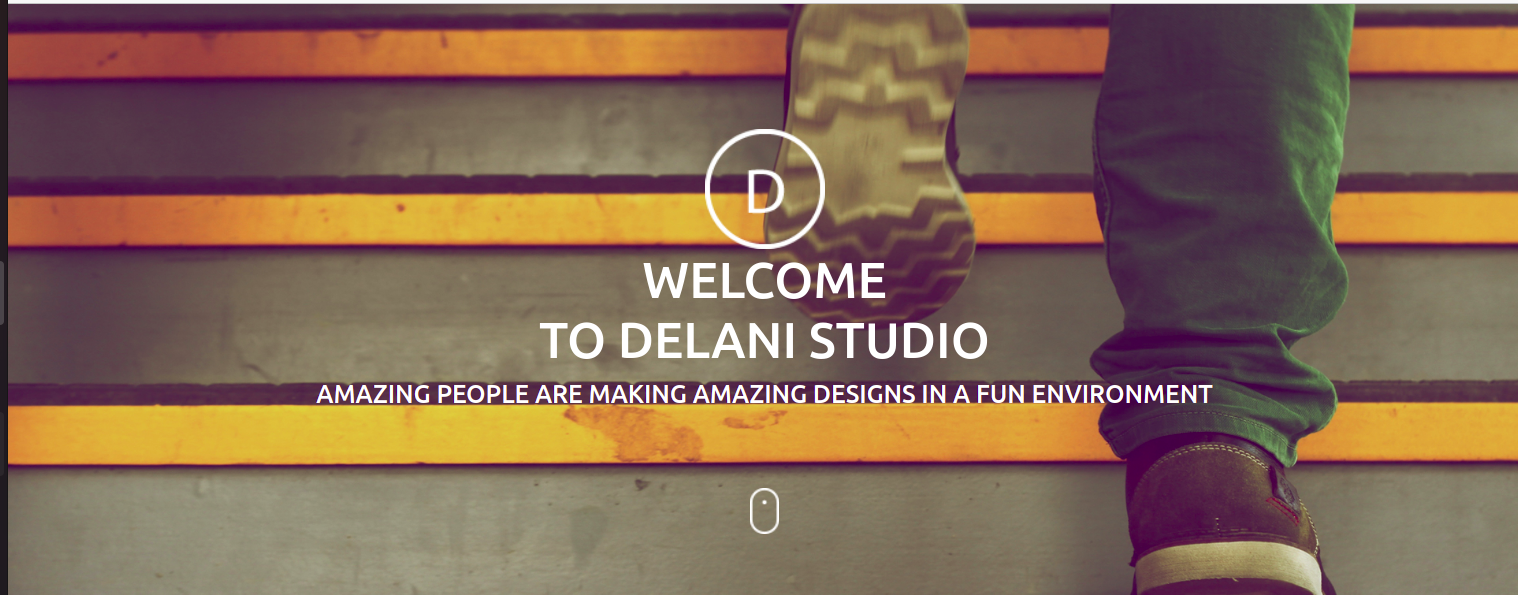 D
WELCOME
TO DELANI STUDIO
AMAZING PEOPLE ARE MAKING AMAZING DESIGNS IN A FUN ENVIRONMENT